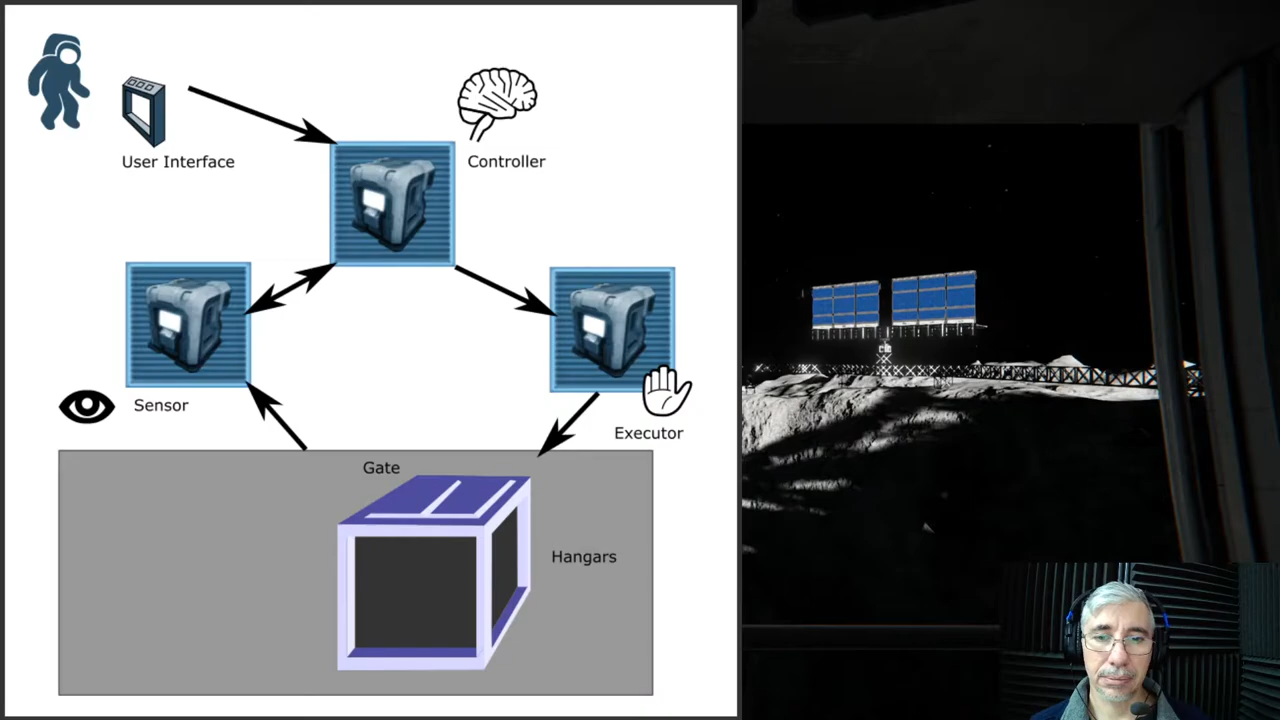 User Interface
Controller
Sensor
Executor
Gate
Hangars